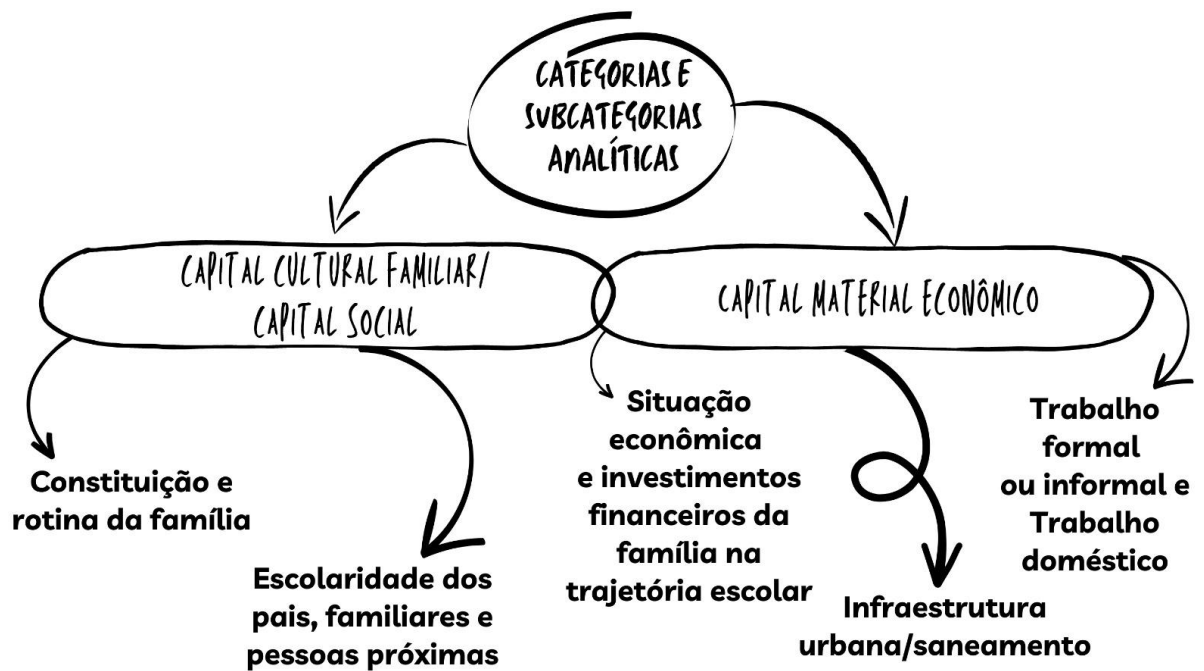 CATEGORIAS E
SUBCATEGORIAS
ANALÍTICAS
CAPITAL CULTURAL FAMILIAR/
CAPITAL SOCIAL
CAPITAL MATERIAL ECONÔMICO
Constituição e
rotina da família
Escolaridade dos
pais, familiares e
pessoas próximas
Situação
econômica
e investimentos
financeiros da
família na
trajetória escolar
Infraestrutura
urbana/saneamento
Trabalho
formal
ou informal e
Trabalho
doméstico